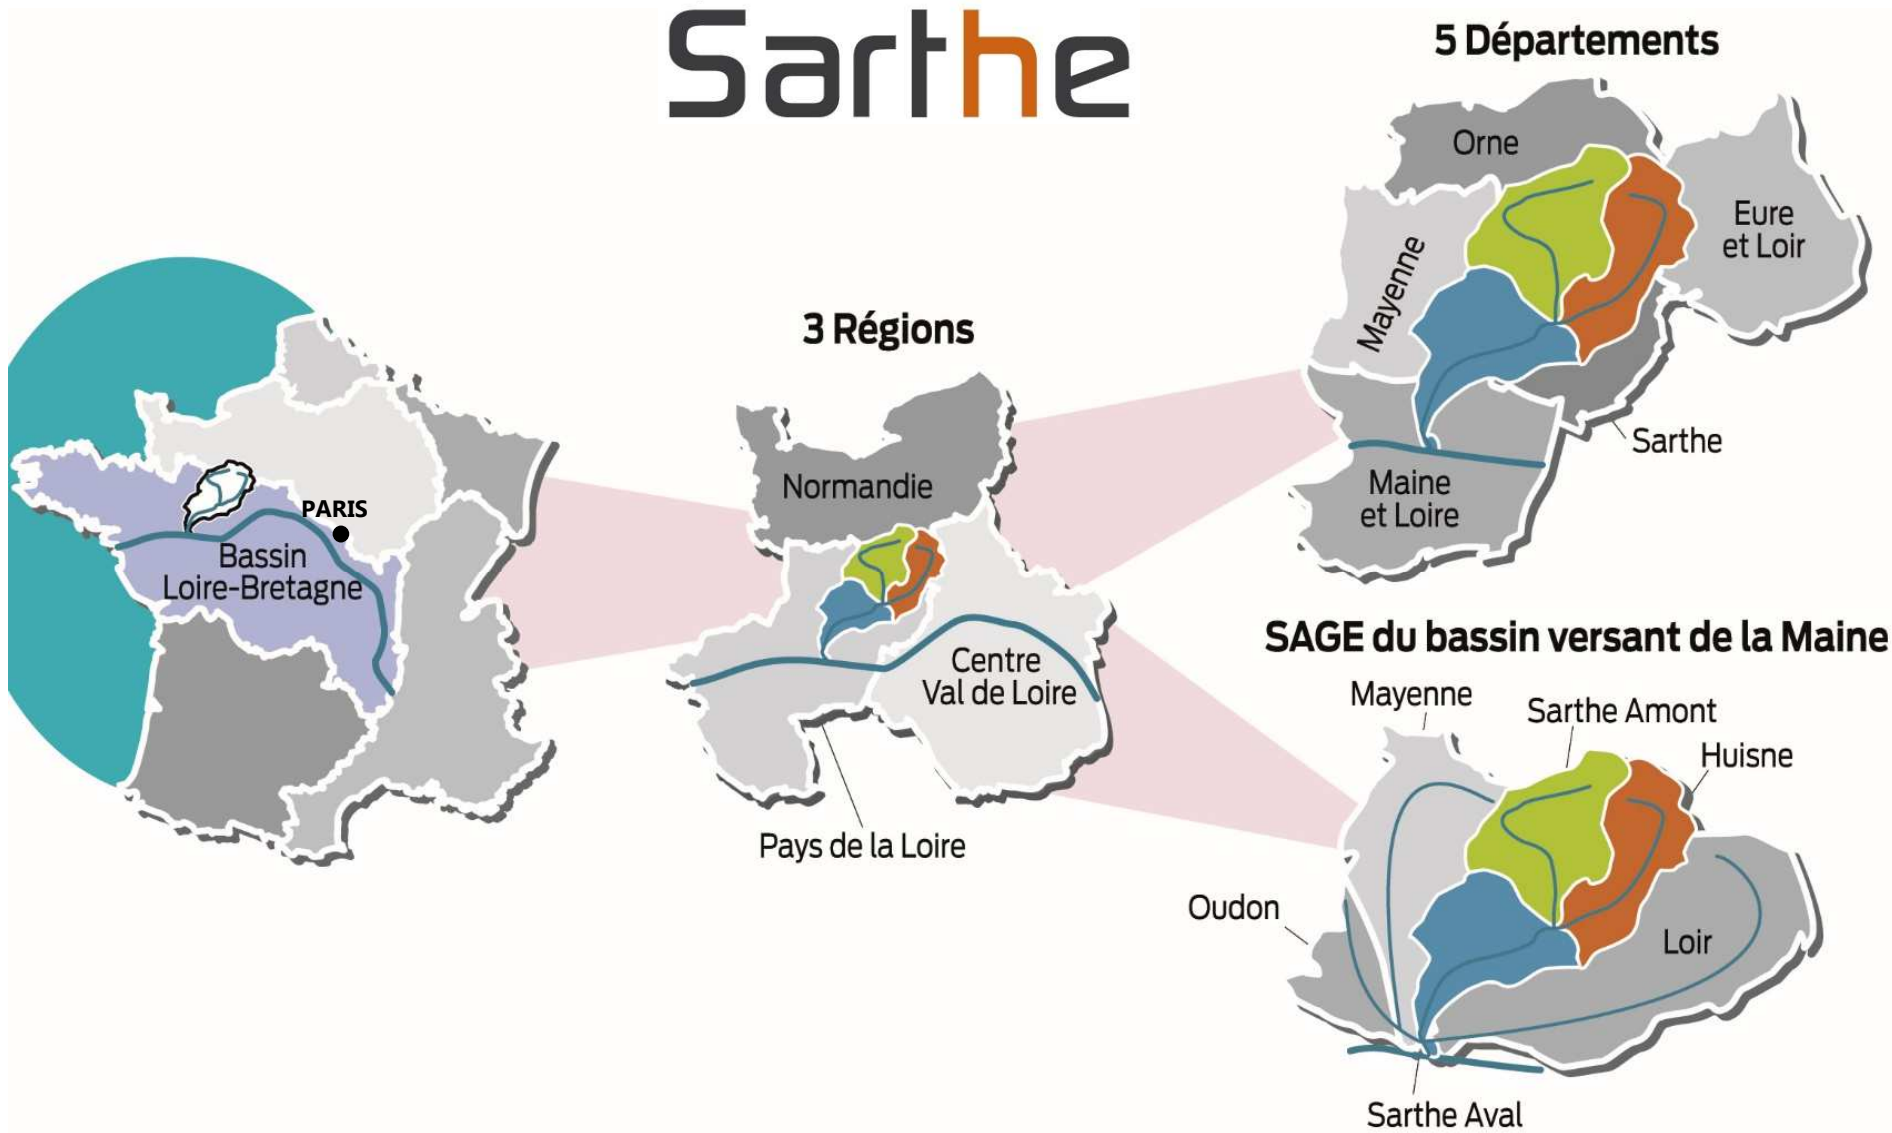 Sarthe
PARIS
Bassin
Loire-Bretagne
3 Régions
Normandie
Centre
Val de Loire
Pays de la Loire
5 Départements
Orne
Eure
et Loir
Mayenne
Sarthe
Maine
et Loire
SAGE du bassin versant de la Maine
Mayenne
Sarthe Amont
Huisne
Oudon
Loir
Sarthe Aval